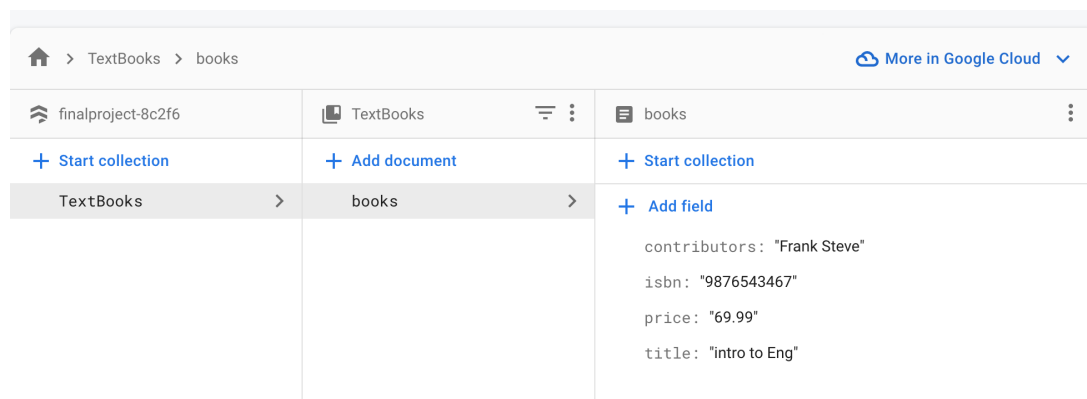 TextBooks > books
More in Google Cloud
finalproject-8c2f6
TextBooks
books
+ Start collection
+ Add document
+ Start collection
TextBooks
books
+ Add field
contributors: "Frank Steve"
isbn: "9876543467"
price: "69.99"
title: "intro to Eng"